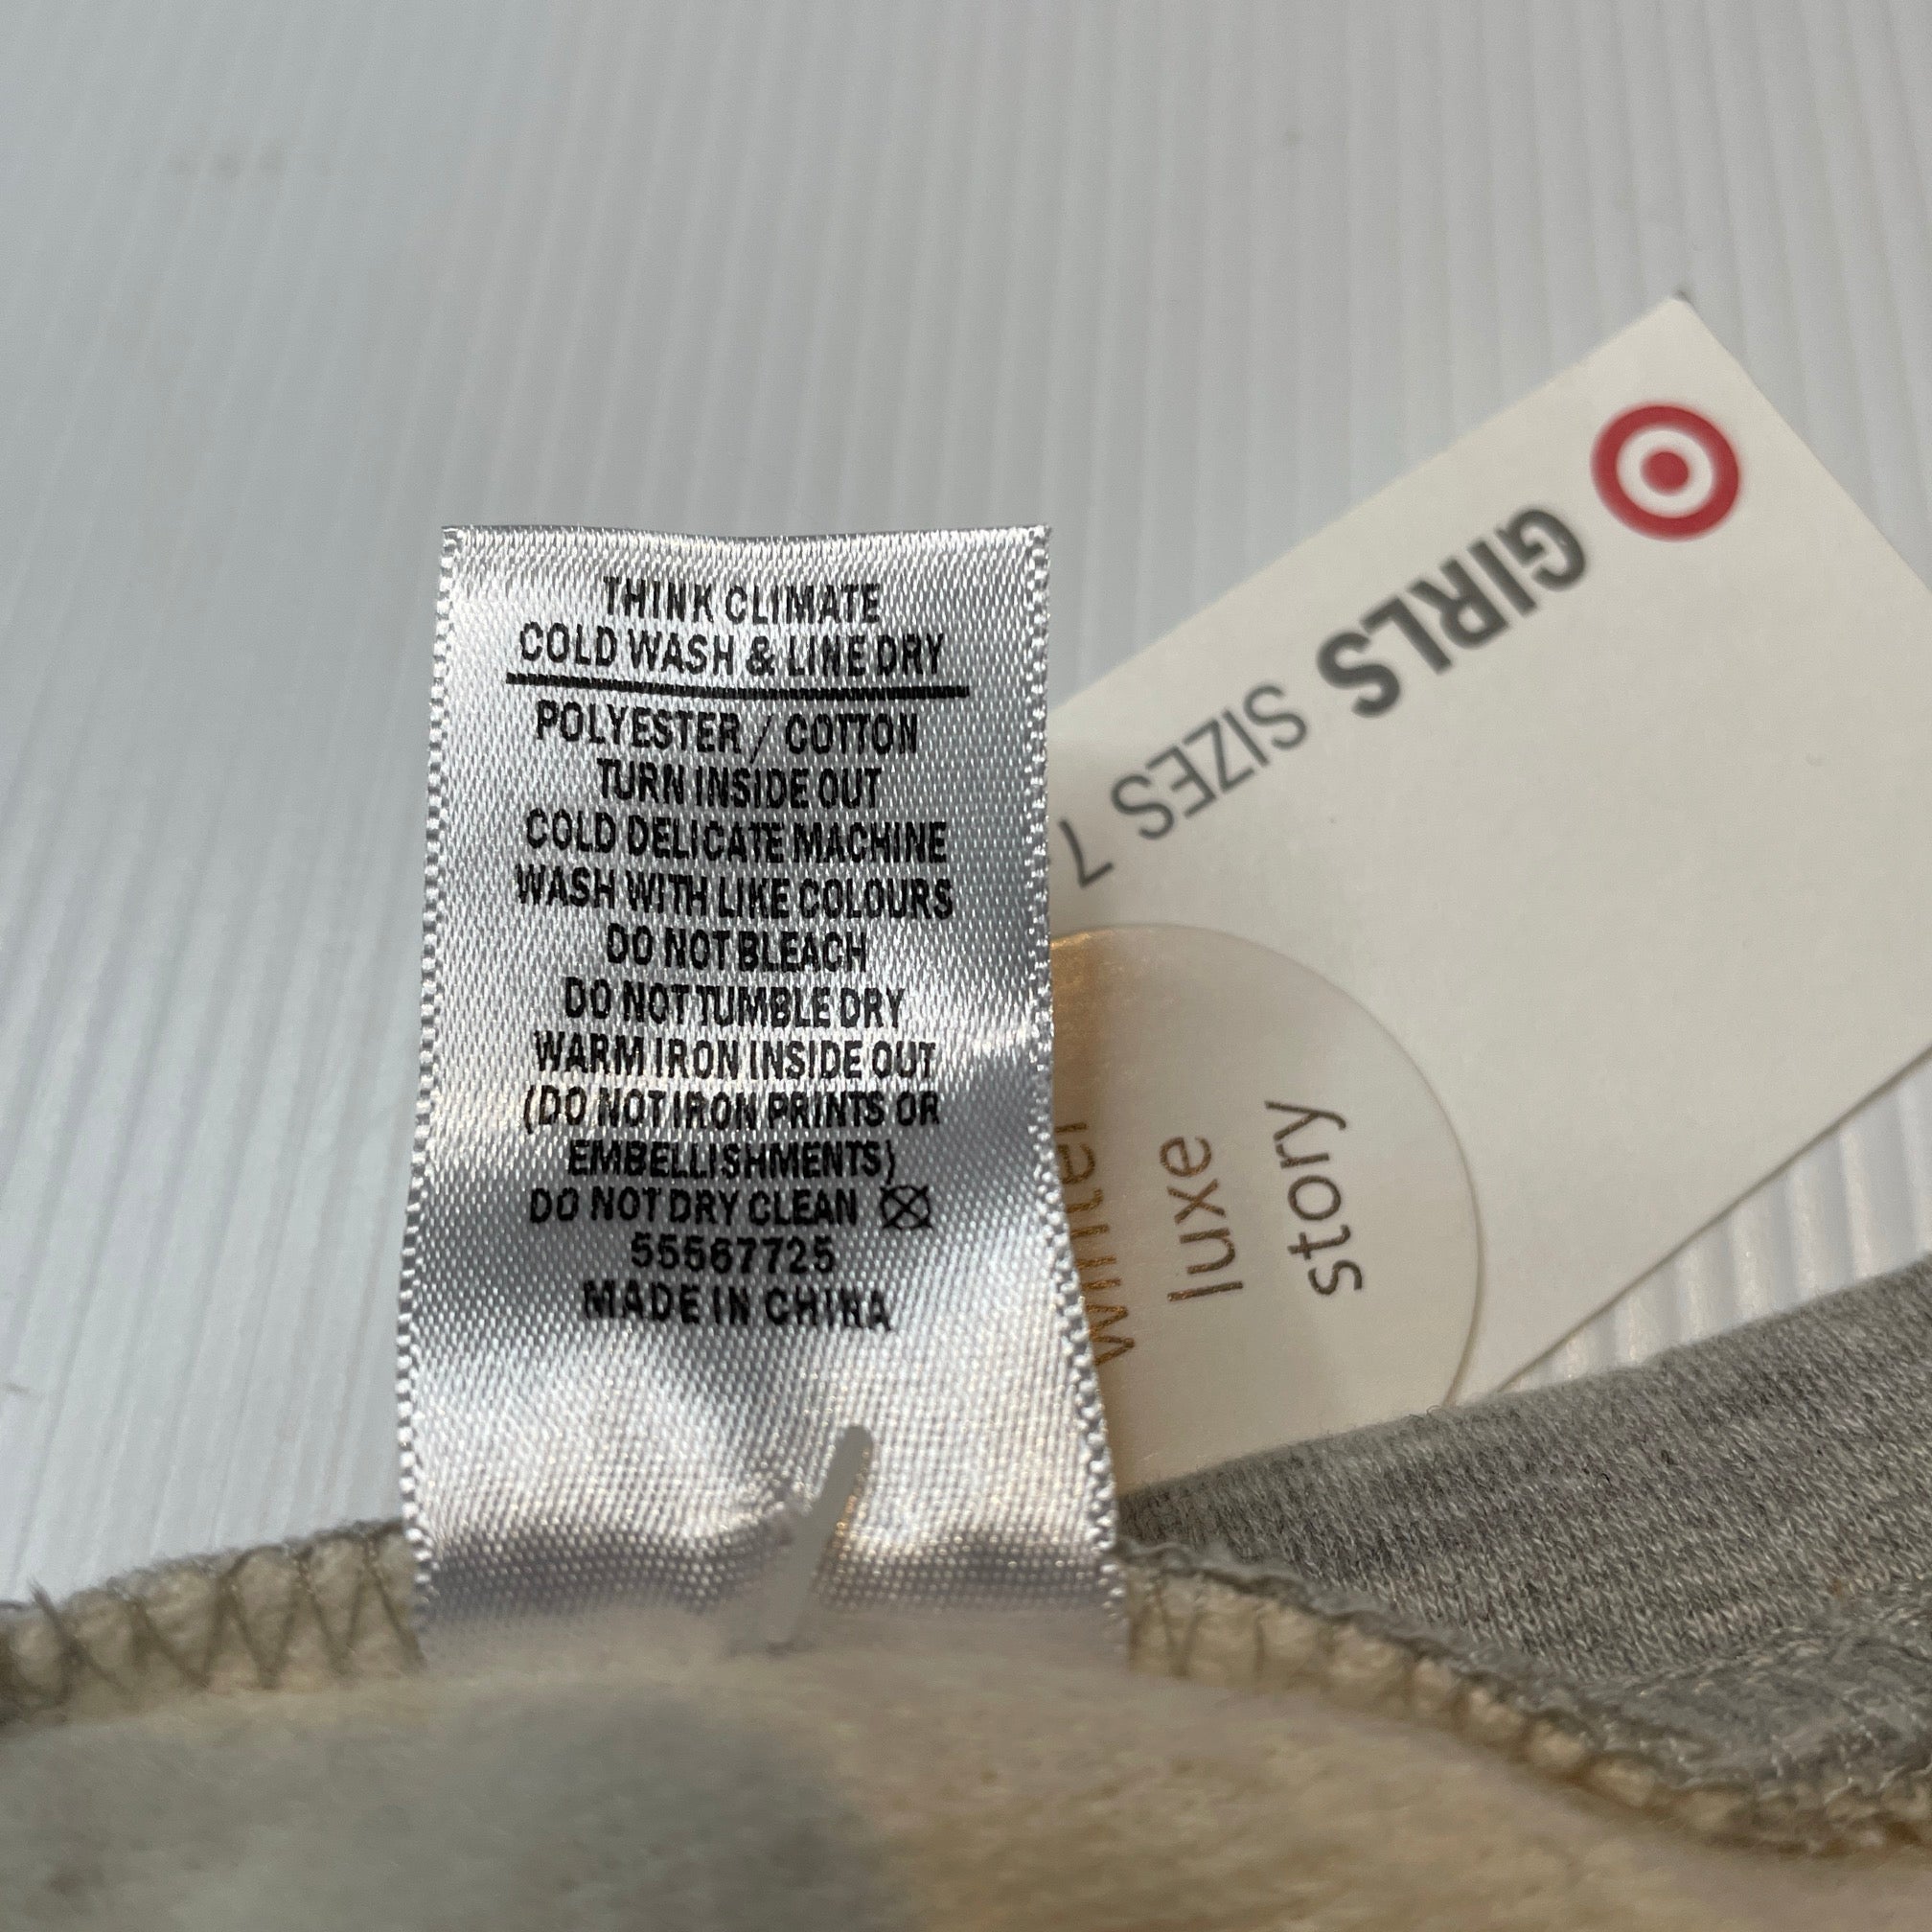 THINK CLIMATE
COLD WASH & LINE DRY
POLYESTER / COTTON
TURN INSIDE OUT
COLD DELICATE MACHINE
WASH WITH LIKE COLOURS
DO NOT BLEACH
DO NOT TUMBLE DRY
WARM IRON INSIDE OUT
(DO NOT IRON PRINTS OR
EMBELLISHMENTS)
DO NOT DRY CLEAN
55567725
MADE IN CHINA
GIRLS SIZES 7
winter
luxe
story